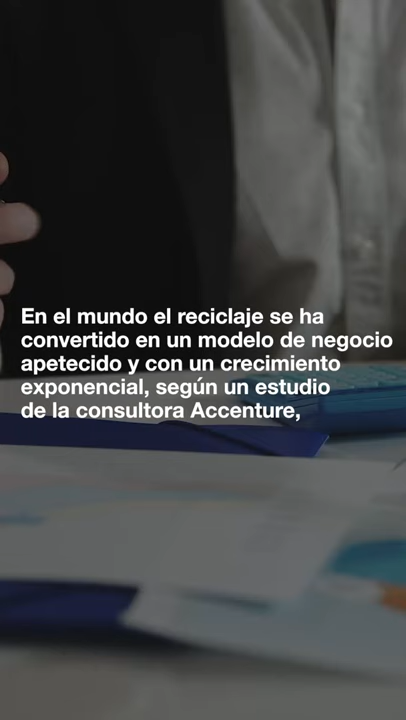 En el mundo el reciclaje se ha
convertido en un modelo de negocio
apetecido y con un crecimiento
exponencial, según un estudio
de la consultora Accenture,